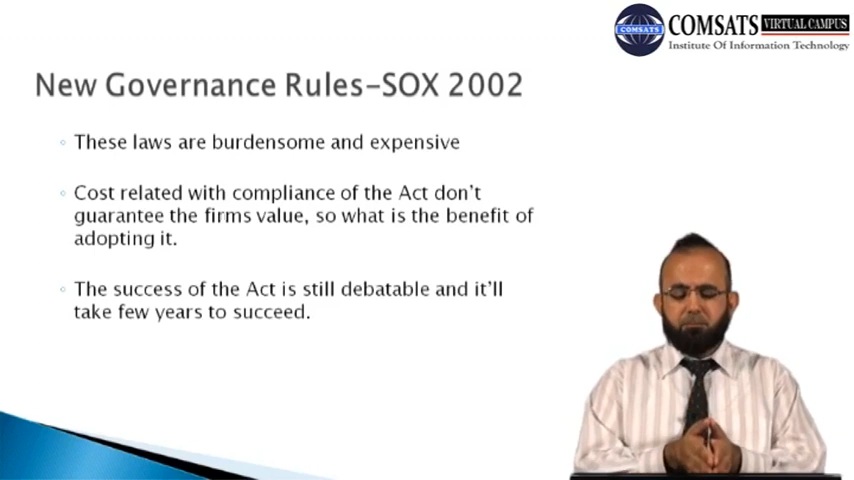 COMSATS VIRTUAL CAMPUS
COMSATS
Institute Of Information Technology
New Governance Rules-SOX 2002
These laws are burdensome and expensive
Cost related with compliance of the Act don't
guarantee the firms value, so what is the benefit of
adopting it.
The success of the Act is still debatable and it'll
take few years to succeed.